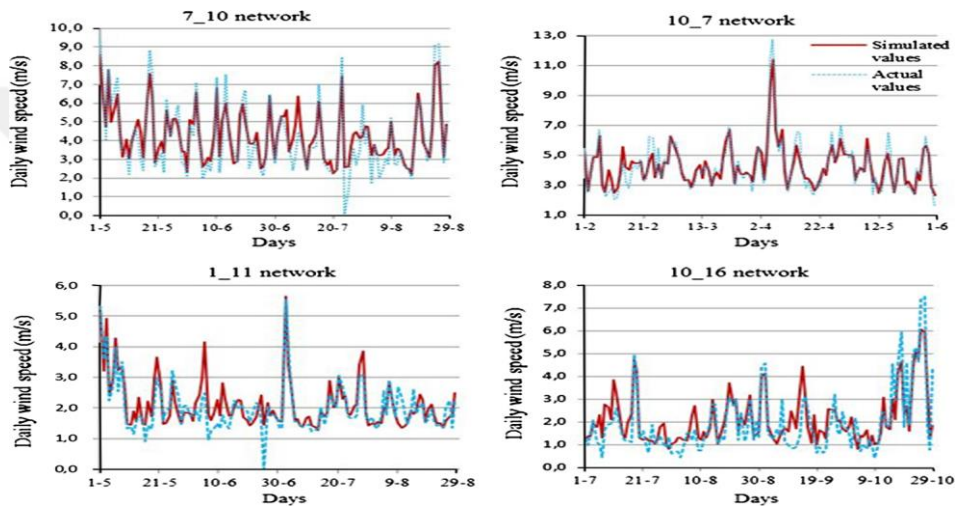 7_10 network
Daily wind speed (m/s)
10,0
9,0
8,0
7,0
6,0
5,0
4,0
3,0
2,0
1,0
0,0
1-5 21-5 10-6 30-6 20-7 9-8 29-8
Days
10_7 network
Daily wind speed (m/s)
13,0
11,0
9,0
7,0
5,0
3,0
1,0
Simulated
values
Actual
values
1-2 21-2 13-3 2-4 22-4 12-5 1-6
Days
1_11 network
Daily wind speed (m/s)
6,0
5,0
4,0
3,0
2,0
1,0
0,0
1-5 21-5 10-6 30-6 20-7 9-8 29-8
Days
10_16 network
Daily wind speed (m/s)
8,0
7,0
6,0
5,0
4,0
3,0
2,0
1,0
0,0
1-7 21-7 10-8 30-8 19-9 9-10 29-10
Days